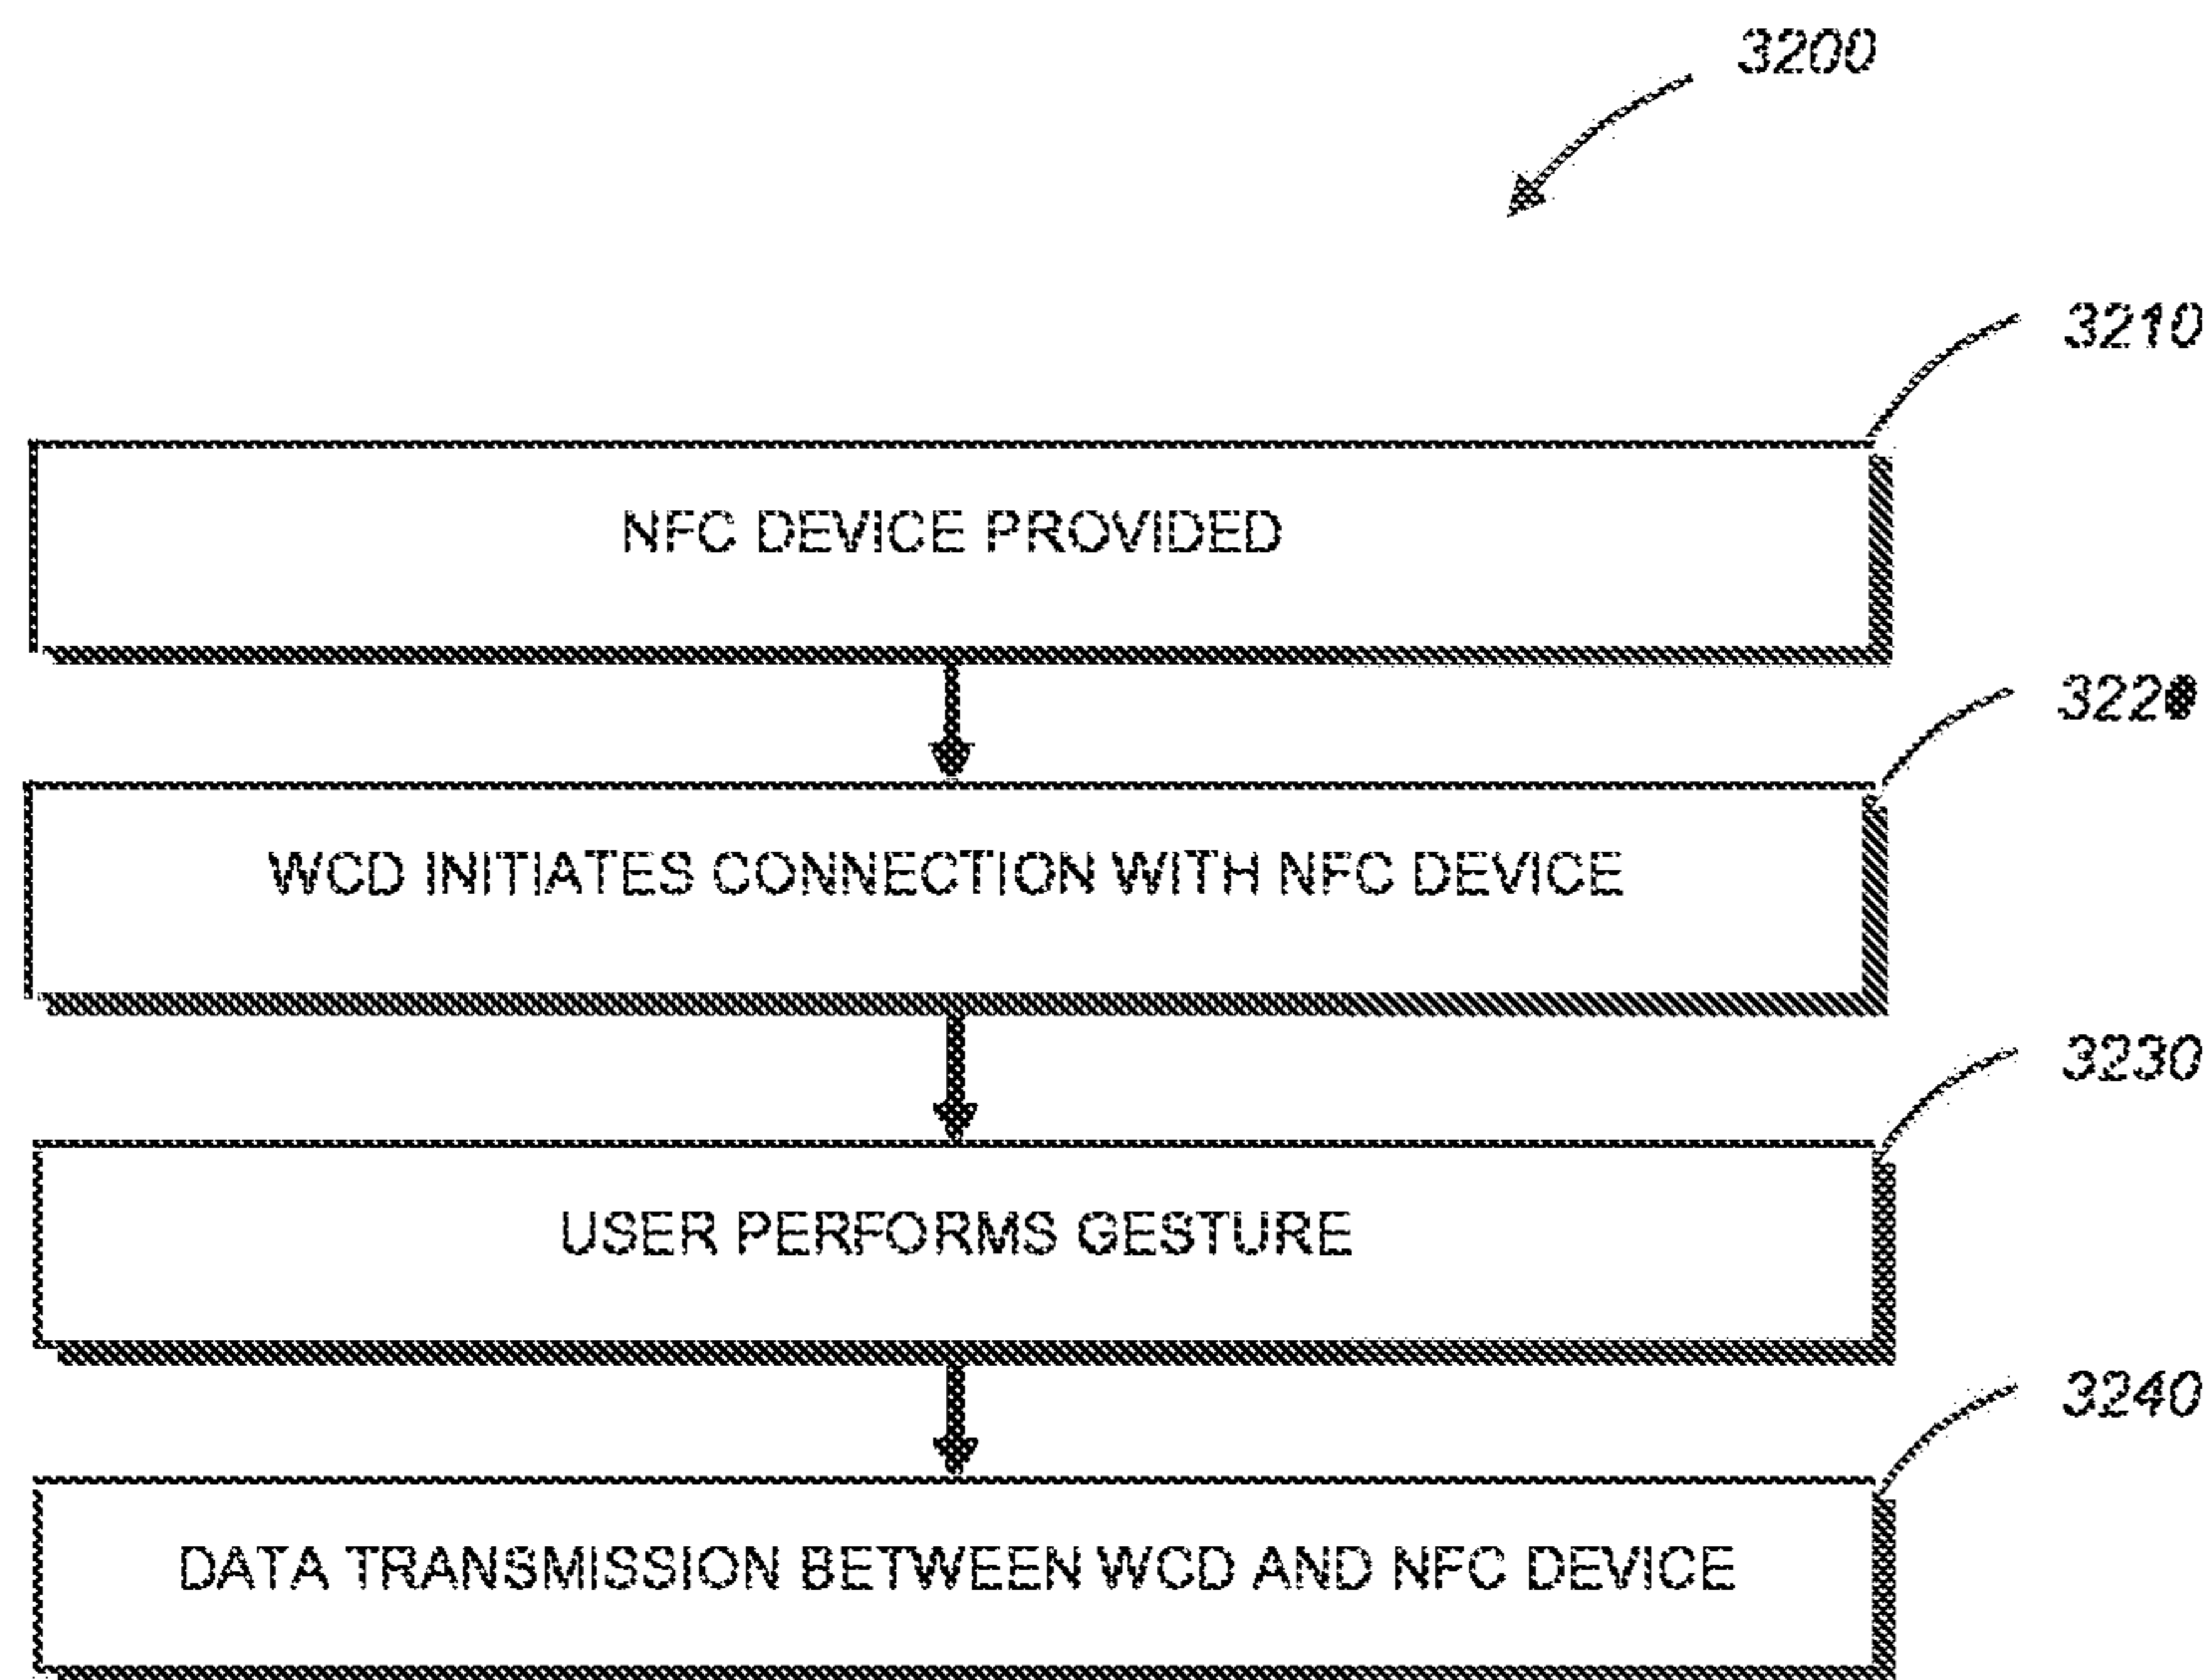 3200
3210
NFC DEVICE PROVIDED
3220
WCD INITIATES CONNECTION WITH NFC DEVICE
3230
USER PERFORMS GESTURE
3240
DATA TRANSMISSION BETWEEN WCD AND NFC DEVICE